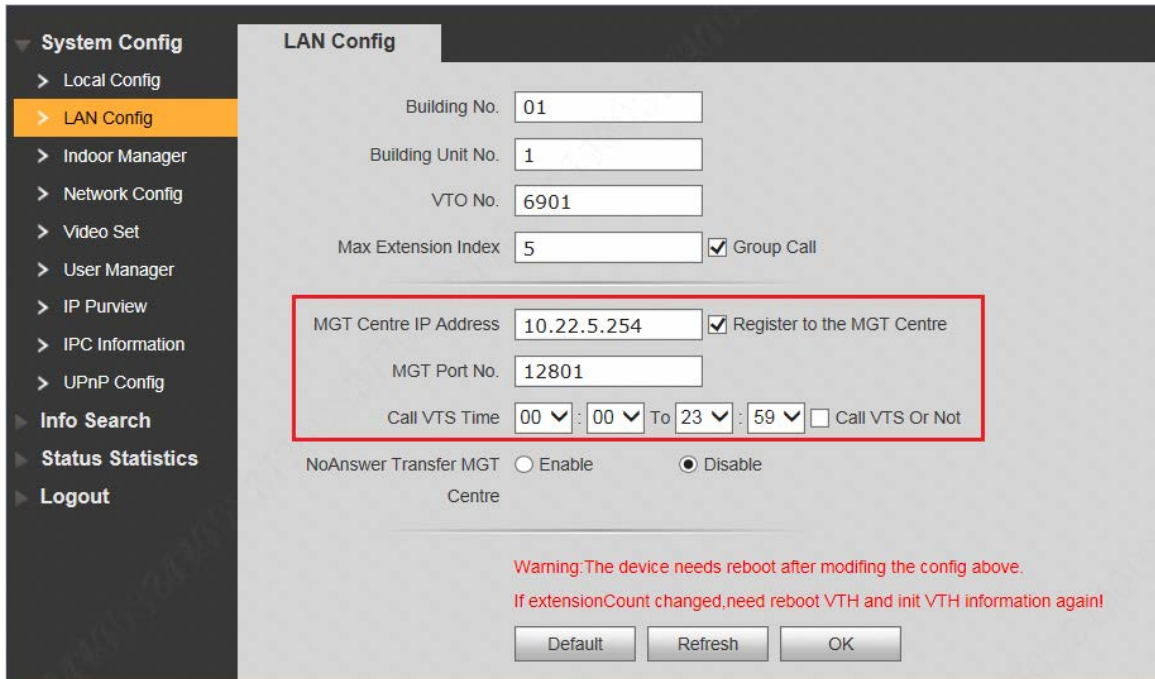 System Config
Local Config
LAN Config
Indoor Manager
Network Config
Video Set
User Manager
IP Purview
IPC Information
UPnP Config
Info Search
Status Statistics
Logout
LAN Config
Building No. 01
Building Unit No. 1
VTO No. 6901
Max Extension Index 5 Group Call
MGT Centre IP Address 10.22.5.254 Register to the MGT Centre
MGT Port No. 12801
Call VTS Time 00 : 00 To 23 : 59 Call VTS Or Not
NoAnswer Transfer MGT Enable Disable
Centre
Warning:The device needs reboot after modifing the config above.
If extensionCount changed,need reboot VTH and init VTH information again!
Default Refresh OK